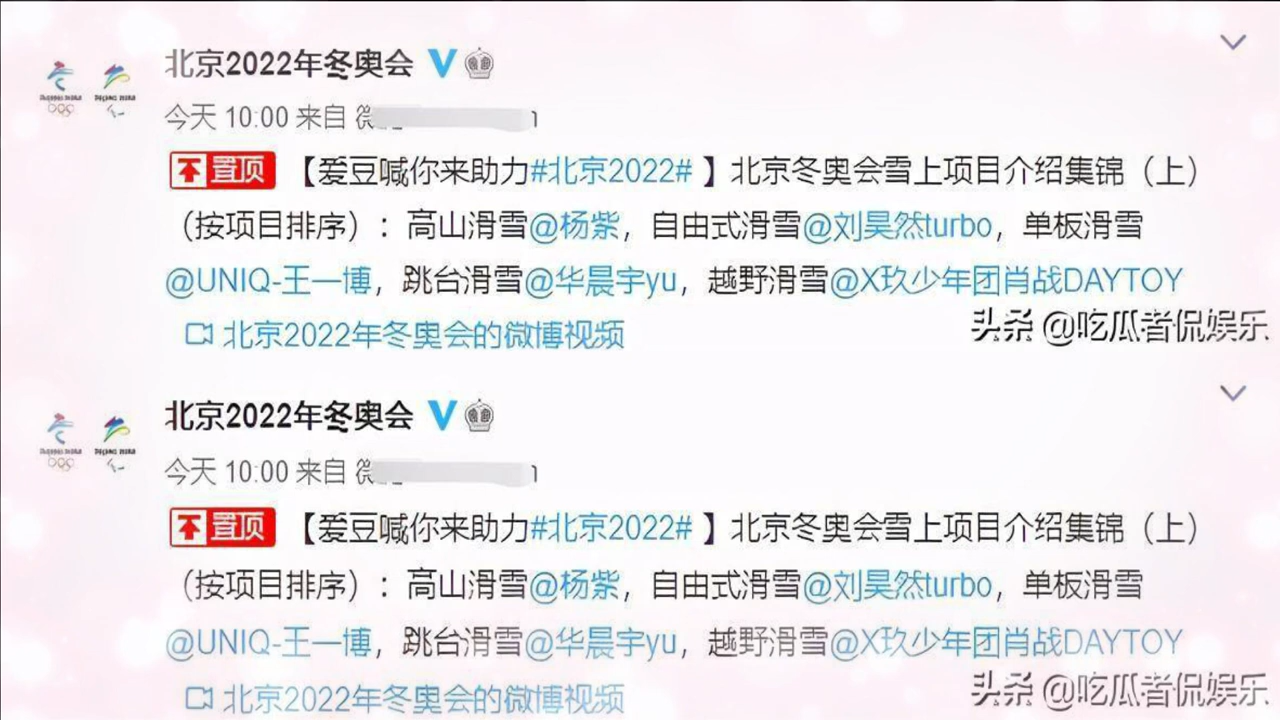 北京2022年冬奥会
今天 10:00 来自 微
置顶 【爱豆喊你来助力#北京2022# 】北京冬奥会雪上项目介绍集锦（上）
（按项目排序）：高山滑雪@杨紫，自由式滑雪@刘昊然turbo，单板滑雪
@UNIQ-王一博，跳台滑雪@华晨宇yu，越野滑雪@X玖少年团肖战DAYTOY
北京2022年冬奥会的微博视频
头条 @吃瓜者侃娱乐
北京2022年冬奥会
今天 10:00 来自 微
置顶 【爱豆喊你来助力#北京2022# 】北京冬奥会雪上项目介绍集锦（上）
（按项目排序）：高山滑雪@杨紫，自由式滑雪@刘昊然turbo，单板滑雪
@UNIQ-王一博，跳台滑雪@华晨宇yu，越野滑雪@X玖少年团肖战DAYTOY
北京2022年冬奥会的微博视频
头条 @吃瓜者侃娱乐